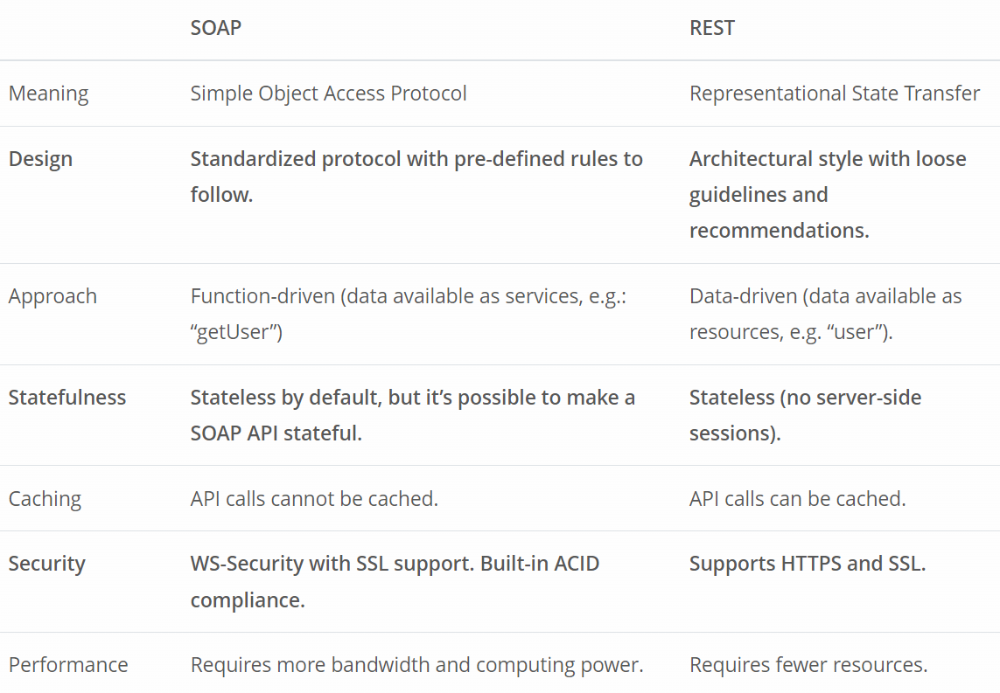 SOAP REST
Meaning Simple Object Access Protocol Representational State Transfer
Design Standardized protocol with pre-defined rules to Architectural style with loose
follow. guidelines and
recommendations.
Approach Function-driven (data available as services, e.g.: Data-driven (data available as
“getUser”) resources, e.g. “user”).
Statefulness Stateless by default, but it’s possible to make a Stateless (no server-side
SOAP API stateful. sessions).
Caching API calls cannot be cached. API calls can be cached.
Security WS-Security with SSL support. Built-in ACID Supports HTTPS and SSL.
compliance.
Performance Requires more bandwidth and computing power. Requires fewer resources.